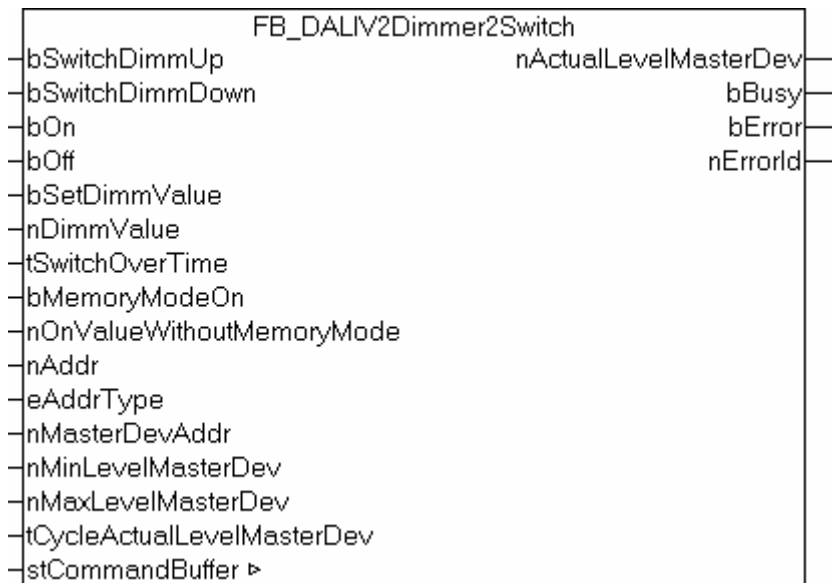 FB_DALIV2Dimmer2Switch
bSwitchDimmUp nActualLevelMasterDev
bSwitchDimmDown bBusy
bOn bError
bOff nErrorId
bSetDimmValue
nDimmValue
tSwitchOverTime
bMemoryModeOn
nOnValueWithoutMemoryMode
nAddr
eAddrType
nMasterDevAddr
nMinLevelMasterDev
nMaxLevelMasterDev
tCycleActualLevelMasterDev
stCommandBuffer ▹